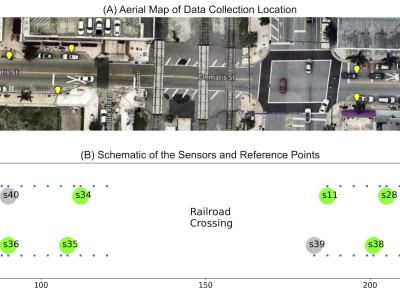 (A) Aerial Map of Data Collection Location
Clematis St
(B) Schematic of the Sensors and Reference Points
s40
s34
s11
s28
Railroad
Crossing
s36
s35
s39
s38
100
150
200